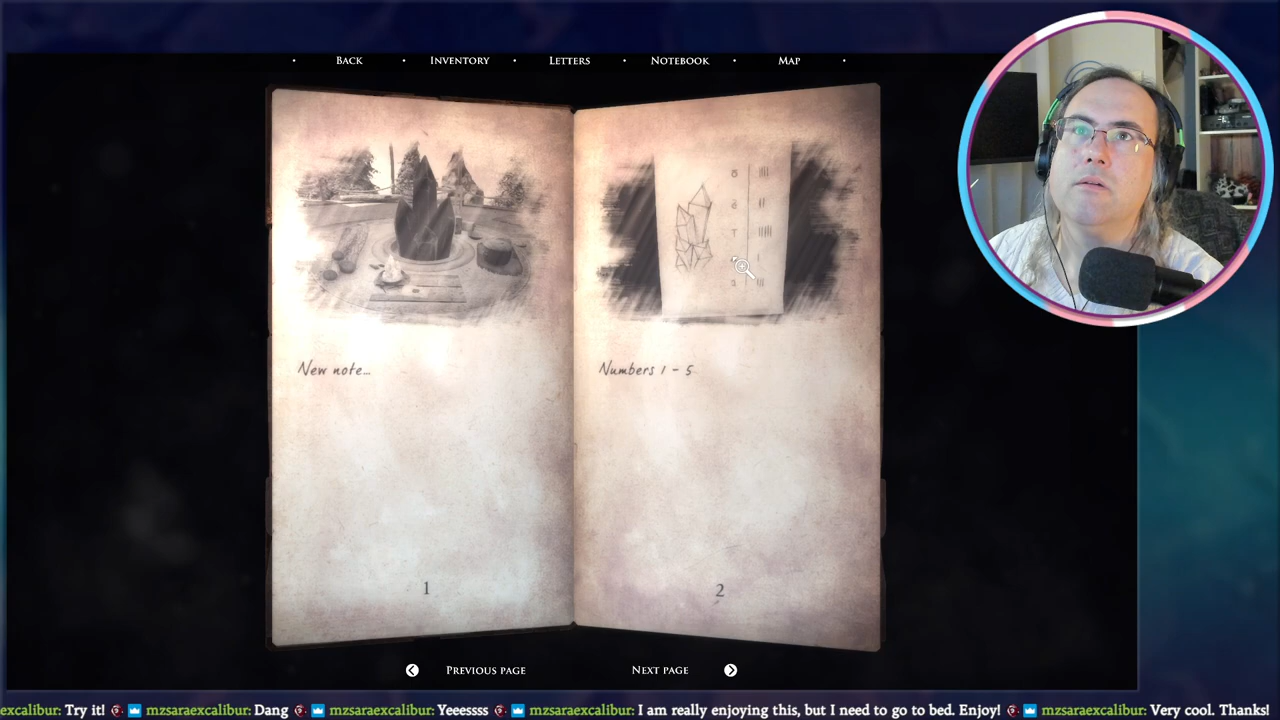 BACK
INVENTORY
LETTERS
NOTEBOOK
MAP
New note...
Numbers 1 - 5
1
2
PREVIOUS PAGE
NEXT PAGE
excalibur: Try it! mzsaraexcalibur: Dang mzsaraexcalibur: Yeeessss mzsaraexcalibur: I am really enjoying this, but I need to go to bed. Enjoy! mzsaraexcalibur: Very cool. Thanks!